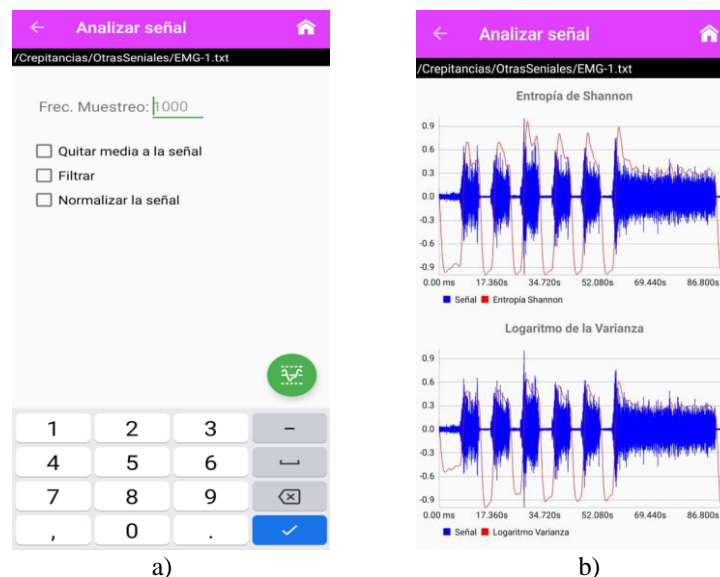 Analizar señal
/Crepitancias/OtrasSeniales/EMG-1.txt
Frec. Muestreo: 1000
Quitar media a la señal
Filtrar
Normalizar la señal
1 2 3 -
4 5 6
7 8 9
, 0 .
a)
Analizar señal
/Crepitancias/OtrasSeniales/EMG-1.txt
Entropía de Shannon
0.9
0.6
0.3
0.0
-0.3
-0.6
-0.9
0.00 ms 17.360s 34.720s 52.080s 69.440s 86.800s
Señal Entropía Shannon
Logaritmo de la Varianza
0.9
0.6
0.3
0.0
-0.3
-0.6
-0.9
0.00 ms 17.360s 34.720s 52.080s 69.440s 86.800s
Señal Logaritmo Varianza
b)